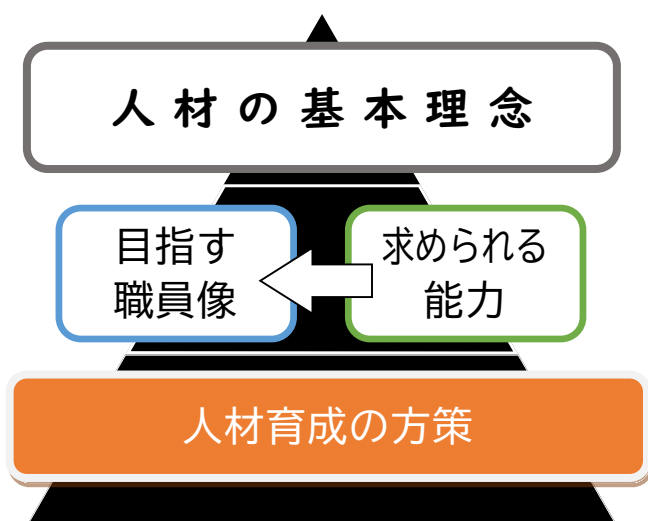 人材の基本理念
目指す
職員像
求められる
能力
人材育成の方策